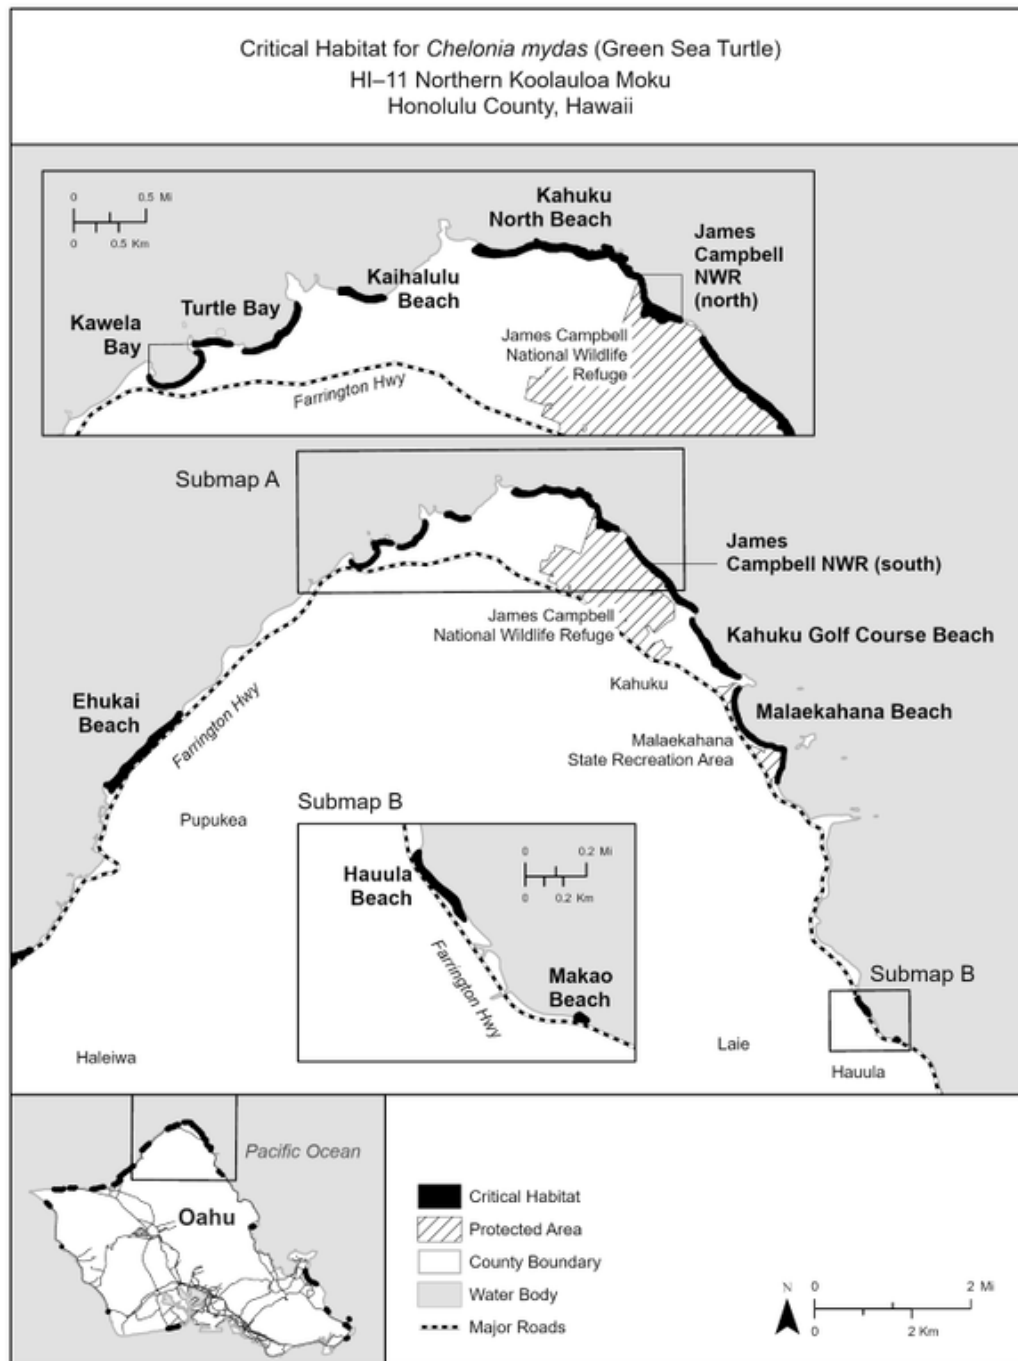 Critical Habitat for Chelonia mydas (Green Sea Turtle)
HI–11 Northern Koolauloa Moku
Honolulu County, Hawaii
0 0.5 Mi
0 0.5 Km
Kahuku
North Beach
James
Campbell
NWR
(north)
Kaihalulu
Beach
Turtle Bay
Kawela
Bay
James Campbell
National Wildlife
Refuge
Farrington Hwy
Submap A
James
Campbell NWR (south)
James Campbell
National Wildlife Refuge
Kahuku Golf Course Beach
Kahuku
Ehukai
Beach
Farrington Hwy
Malaekahana Beach
Malaekahana
State Recreation Area
Pupukea
Submap B
0 0.2 Mi
0 0.2 Km
Hauula
Beach
Farrington Hwy
Makao
Beach
Submap B
Haleiwa
Laie
Hauula
Pacific Ocean
Oahu
Critical Habitat
Protected Area
County Boundary
Water Body
Major Roads
N
0 2 Mi
0 2 Km